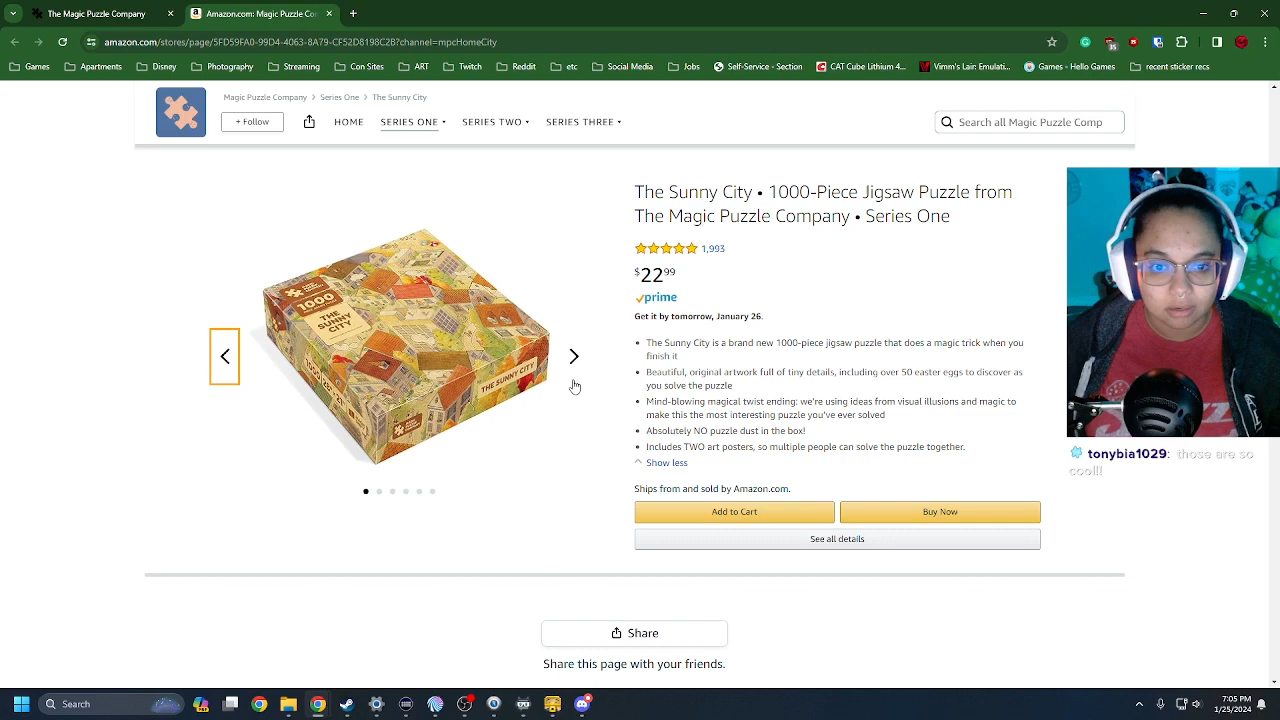 The Magic Puzzle Company
Amazon.com: Magic Puzzle Con
amazon.com/stores/page/5FD59FA0-99D4-4063-8A79-CF52D8198C2B?channel=mpcHomeCity
Games
Apartments
Disney
Photography
Streaming
Con Sites
ART
Twitch
Reddit
etc
Social Media
Jobs
Self-Service - Section
CAT Cube Lithium 4...
Vimm's Lair: Emulati...
Games - Hello Games
recent sticker recs
Magic Puzzle Company > Series One > The Sunny City
+ Follow
HOME
SERIES ONE
SERIES TWO
SERIES THREE
Search all Magic Puzzle Comp
The Sunny City • 1000-Piece Jigsaw Puzzle from
The Magic Puzzle Company • Series One
1,993
$22.99
prime
Get it by tomorrow, January 26.
• The Sunny City is a brand new 1000-piece jigsaw puzzle that does a magic trick when you
finish it
• Beautiful, original artwork full of tiny details, including over 50 easter eggs to discover as
you solve the puzzle
• Mind-blowing magical twist ending: we're using ideas from visual illusions and magic to
make this the most interesting puzzle you've ever solved
• Absolutely NO puzzle dust in the box!
• Includes TWO art posters, so multiple people can solve the puzzle together.
Show less
Ships from and sold by Amazon.com.
Add to Cart
Buy Now
See all details
1000
THE
SUNNY
CITY
THE SUNNY CITY
tonybia1029: those are so
cool!
Share
Share this page with your friends.
Search
7:05 PM
1/25/2024